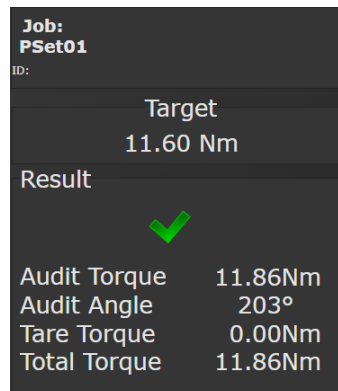 Job:
PSet01
ID:
Target
11.60 Nm
Result
Audit Torque 11.86Nm
Audit Angle 203°
Tare Torque 0.00Nm
Total Torque 11.86Nm